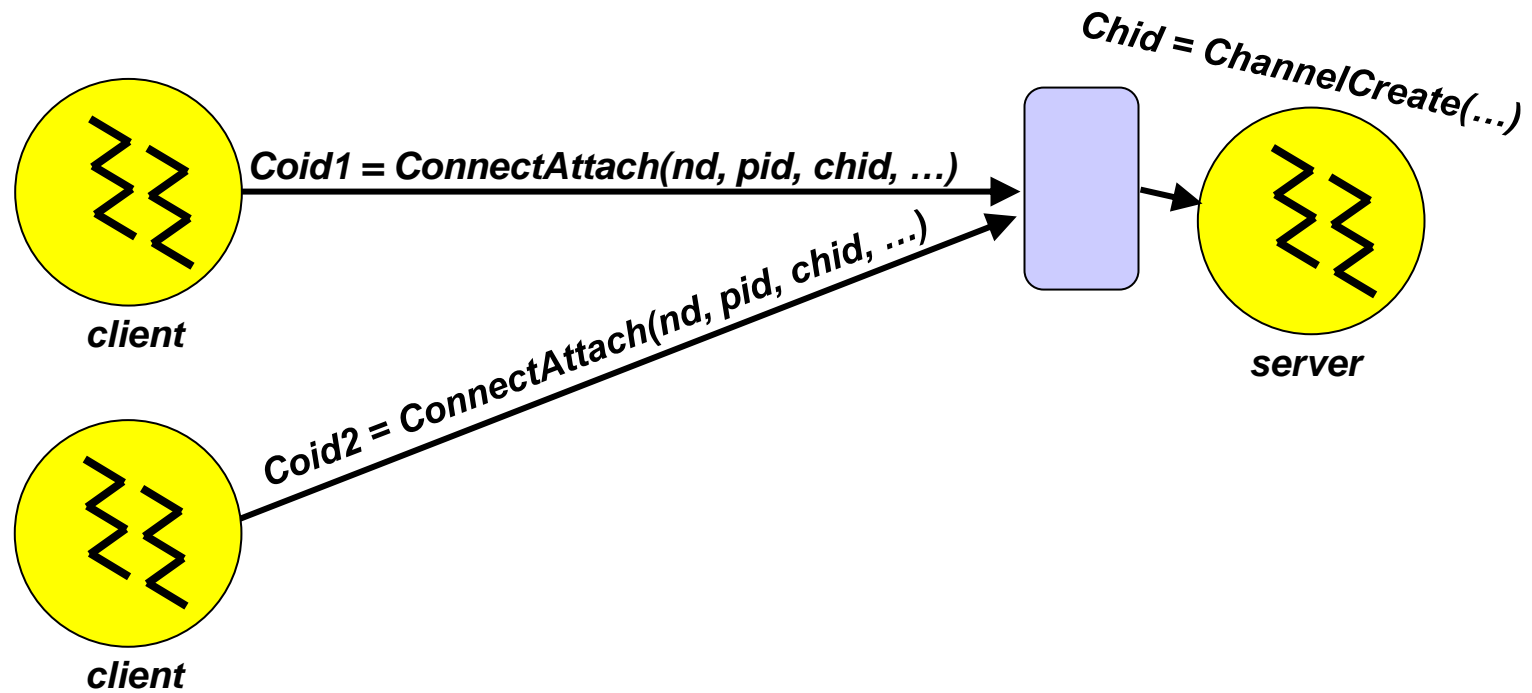 Chid = ChannelCreate(…)
Coid1 = ConnectAttach(nd, pid, chid, …)
client
server
Coid2 = ConnectAttach(nd, pid, chid, …)
client